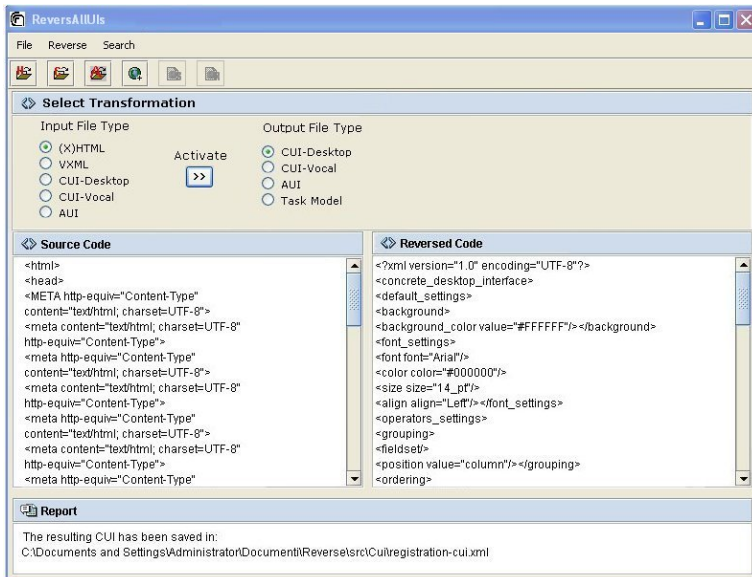 ReversAllUIs
File Reverse Search
Select Transformation
Input File Type
(X)HTML
VXML
CUI-Desktop
CUI-Vocal
AUI
Activate
>>
Output File Type
CUI-Desktop
CUI-Vocal
AUI
Task Model
Source Code
<html>
<head>
<META http-equiv="Content-Type"
content="text/html; charset=UTF-8">
<meta content="text/html; charset=UTF-8"
http-equiv="Content-Type">
<meta http-equiv="Content-Type"
content="text/html; charset=UTF-8">
<meta content="text/html; charset=UTF-8"
http-equiv="Content-Type">
<meta http-equiv="Content-Type"
content="text/html; charset=UTF-8">
<meta content="text/html; charset=UTF-8"
http-equiv="Content-Type">
<meta http-equiv="Content-Type"
Reversed Code
<?xml version="1.0" encoding="UTF-8"?>
<concrete_desktop_interface>
<default_settings>
<background>
<background_color value="#FFFFFF"/></background>
<font_settings>
<font font="Arial"/>
<color color="#000000"/>
<size size="14_pt"/>
<align align="Left"/></font_settings>
<operators_settings>
<grouping>
<fieldset/>
<position value="column"/></grouping>
<ordering>
Report
The resulting CUI has been saved in:
C:\Documents and Settings\Administrator\Documenti\Reverse\src\Cui\registration-cui.xml